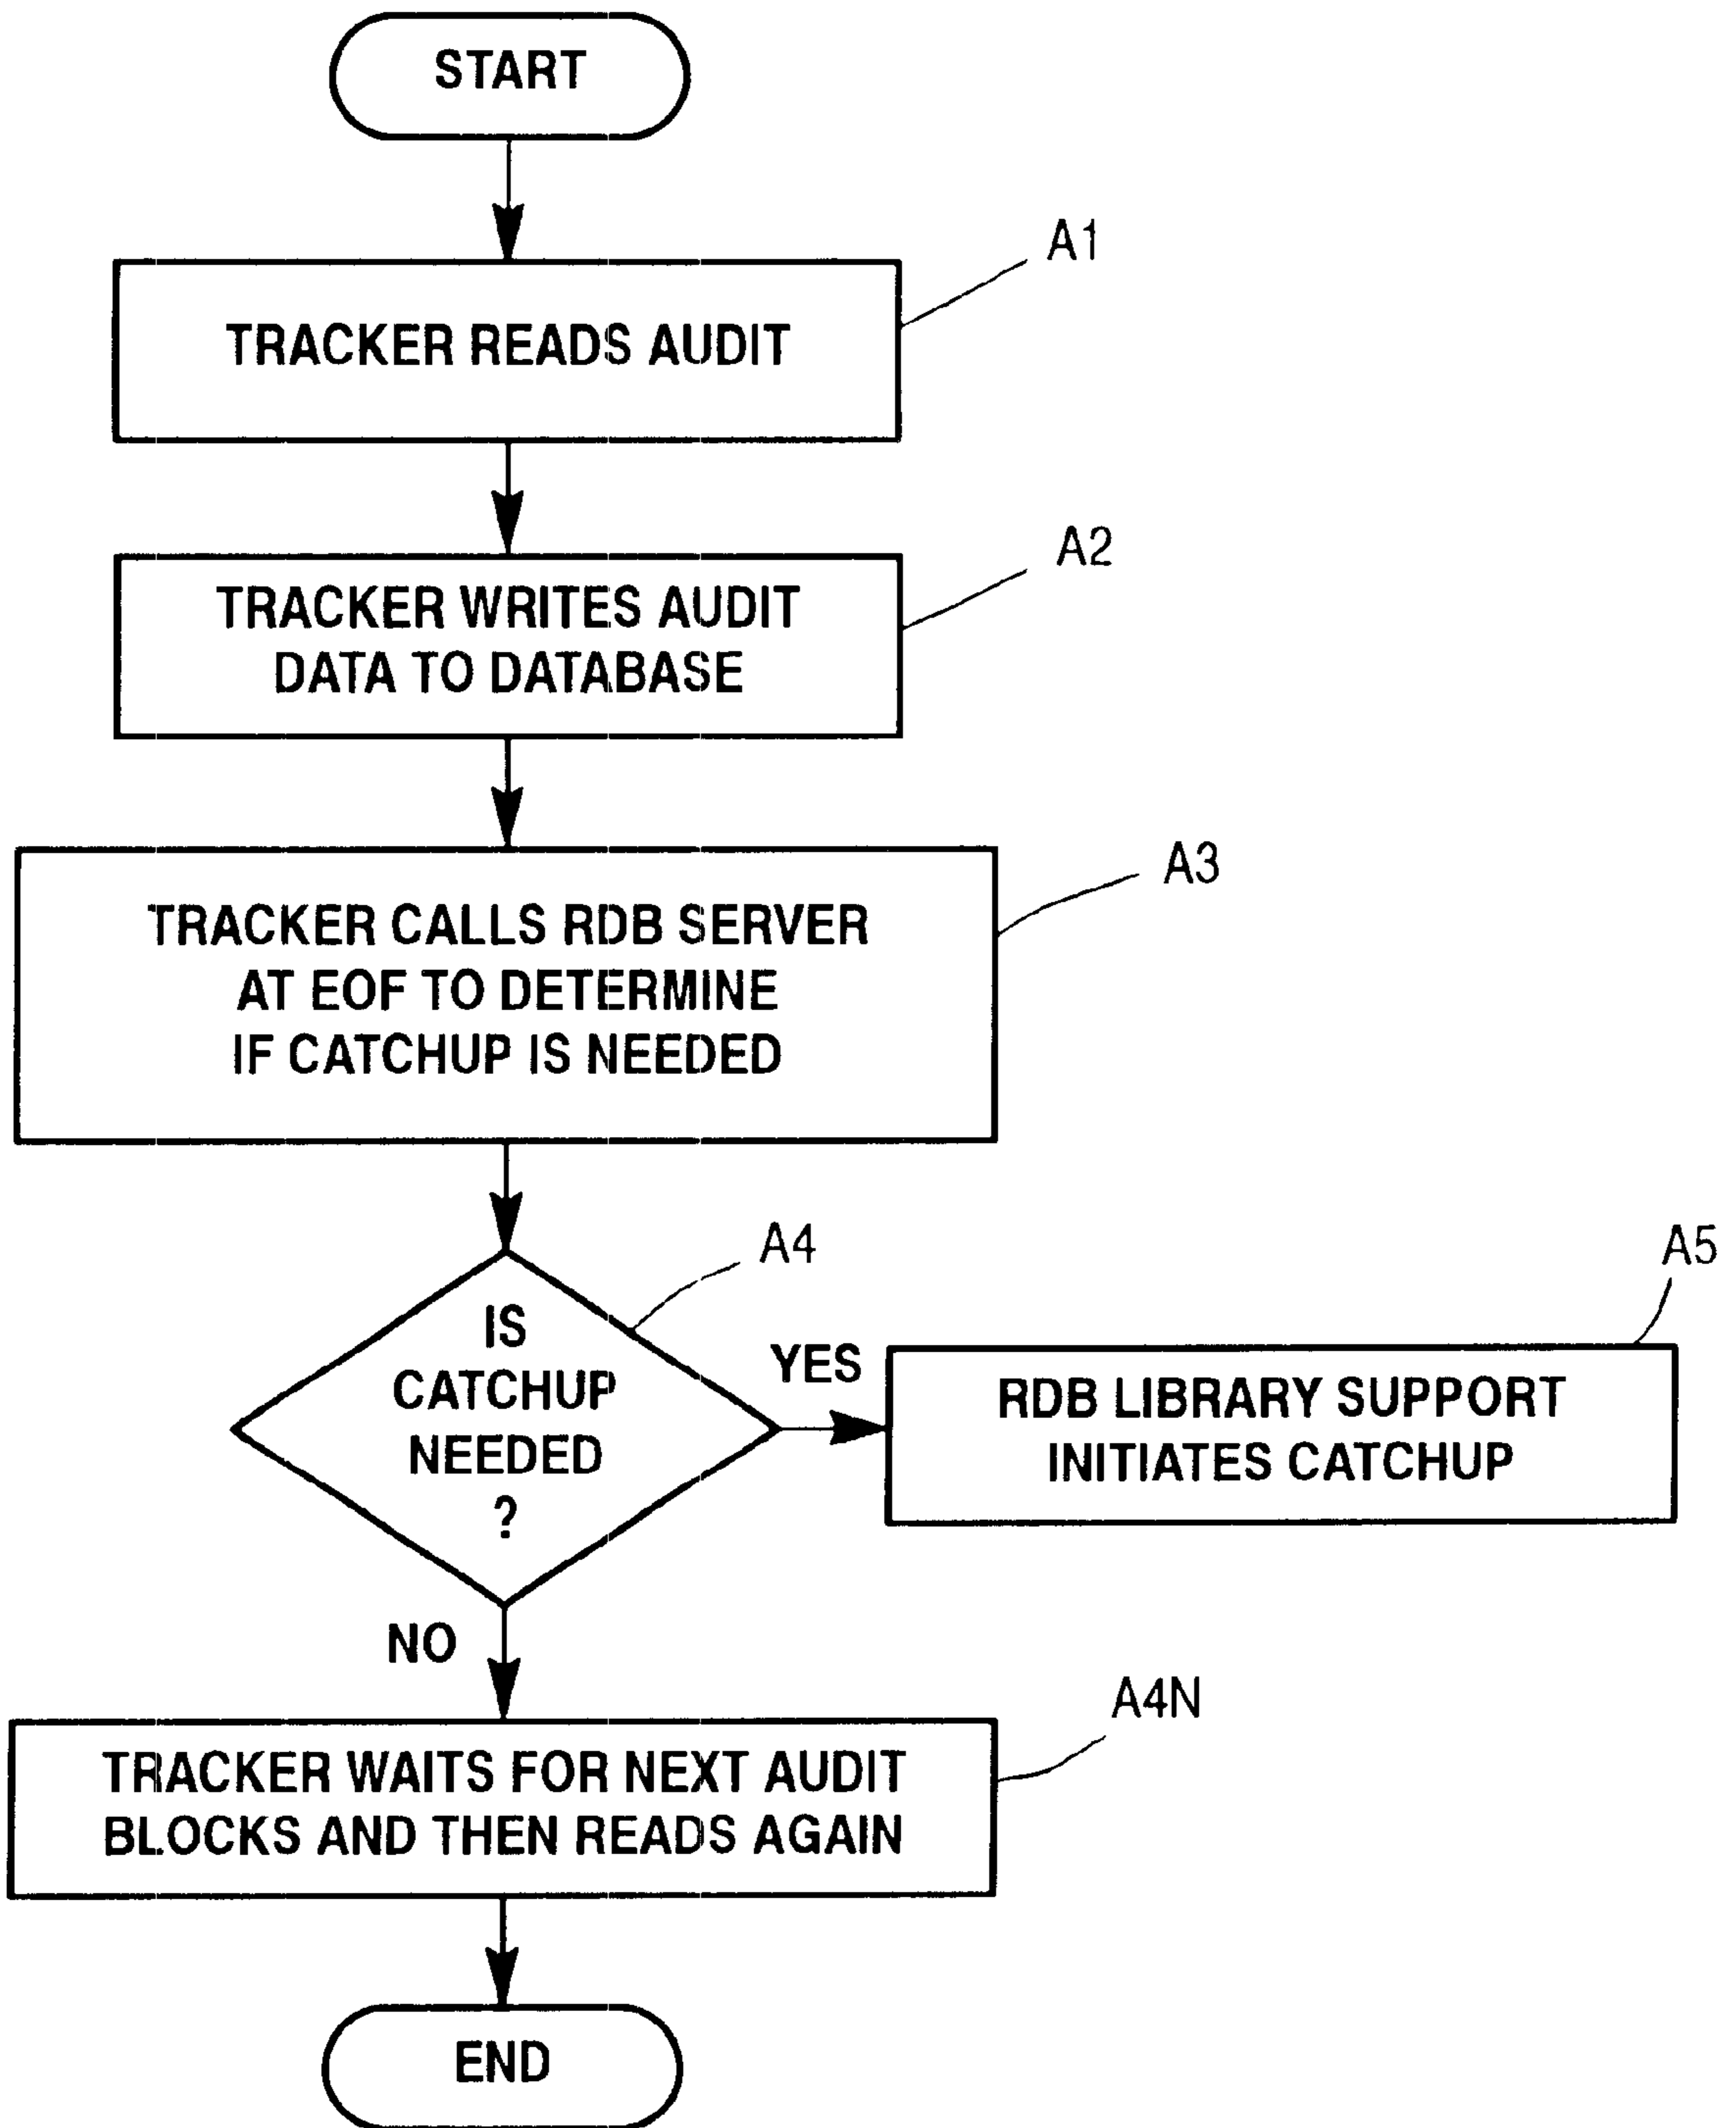 START
A1
TRACKER READS AUDIT
A2
TRACKER WRITES AUDIT
DATA TO DATABASE
A3
TRACKER CALLS RDB SERVER
AT EOF TO DETERMINE
IF CATCHUP IS NEEDED
A4
IS
CATCHUP
NEEDED
?
YES
A5
RDB LIBRARY SUPPORT
INITIATES CATCHUP
NO
A4N
TRACKER WAITS FOR NEXT AUDIT
BLOCKS AND THEN READS AGAIN
END